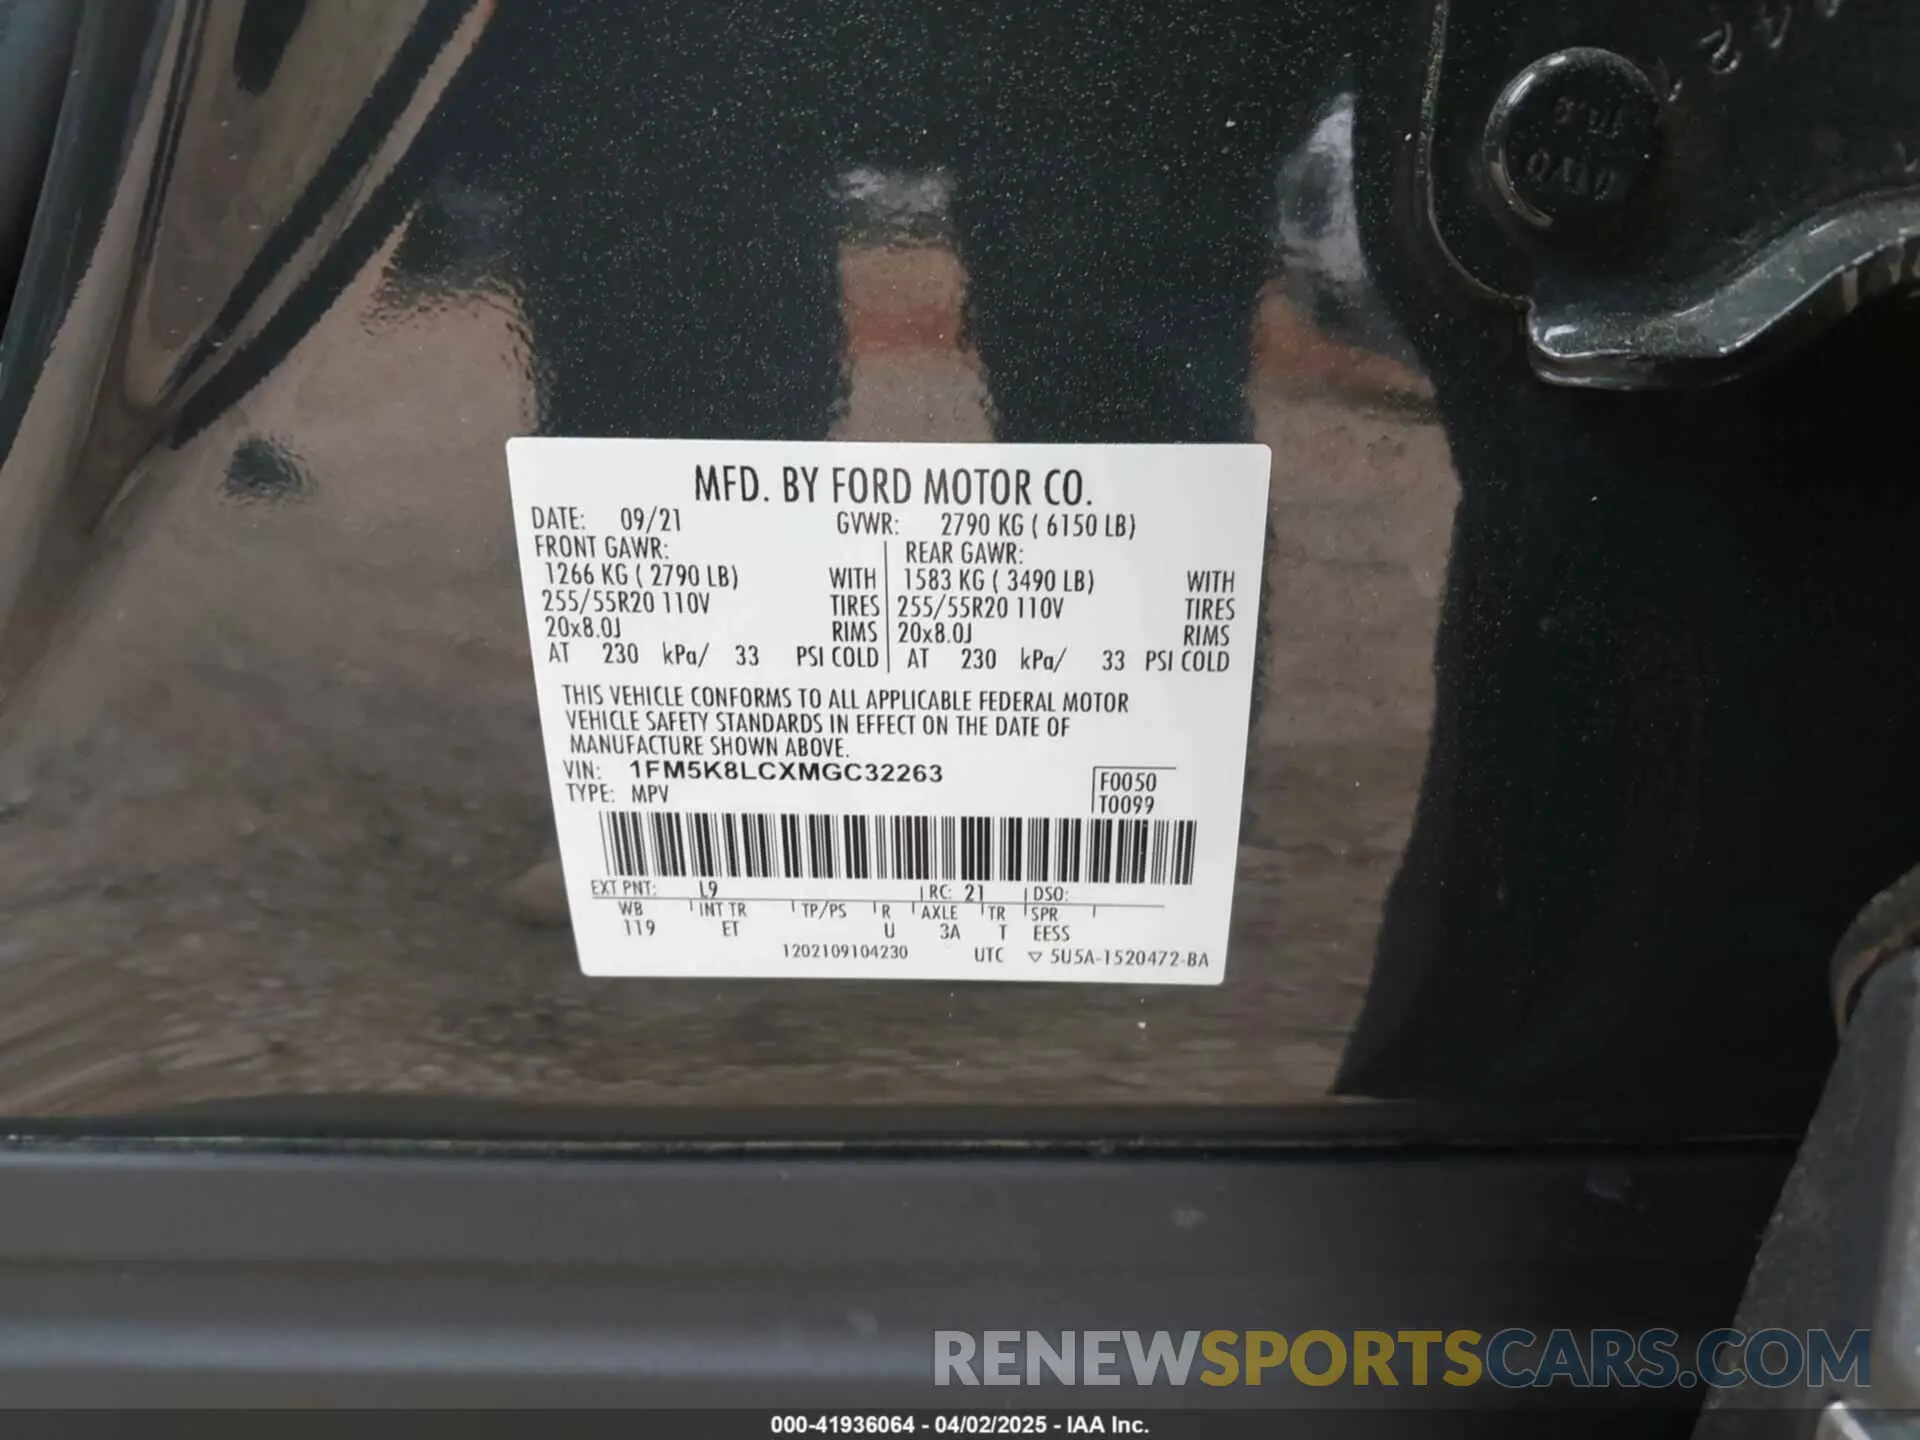 MFD. BY FORD MOTOR CO.
DATE: 09/21 GVWR: 2790 KG ( 6150 LB)
FRONT GAWR: REAR GAWR:
1266 KG ( 2790 LB) WITH 1583 KG ( 3490 LB) WITH
255/55R20 110V TIRES 255/55R20 110V TIRES
20x8.0J RIMS 20x8.0J RIMS
AT 230 kPa/ 33 PSI COLD AT 230 kPa/ 33 PSI COLD
THIS VEHICLE CONFORMS TO ALL APPLICABLE FEDERAL MOTOR
VEHICLE SAFETY STANDARDS IN EFFECT ON THE DATE OF
MANUFACTURE SHOWN ABOVE.
VIN: 1FM5K8LCXMGC32263 F0050
TYPE: MPV T0099
EXT PNT: L9 RC: 21 DSO:
WB INT TR TP/PS R AXLE TR SPR
119 ET U 3A T EESS
1202109104230 UTC ▽ 5U5A-1520472-BA
RENEWSPORTSCARS.COM
000-41936064 - 04/02/2025 - IAA Inc.